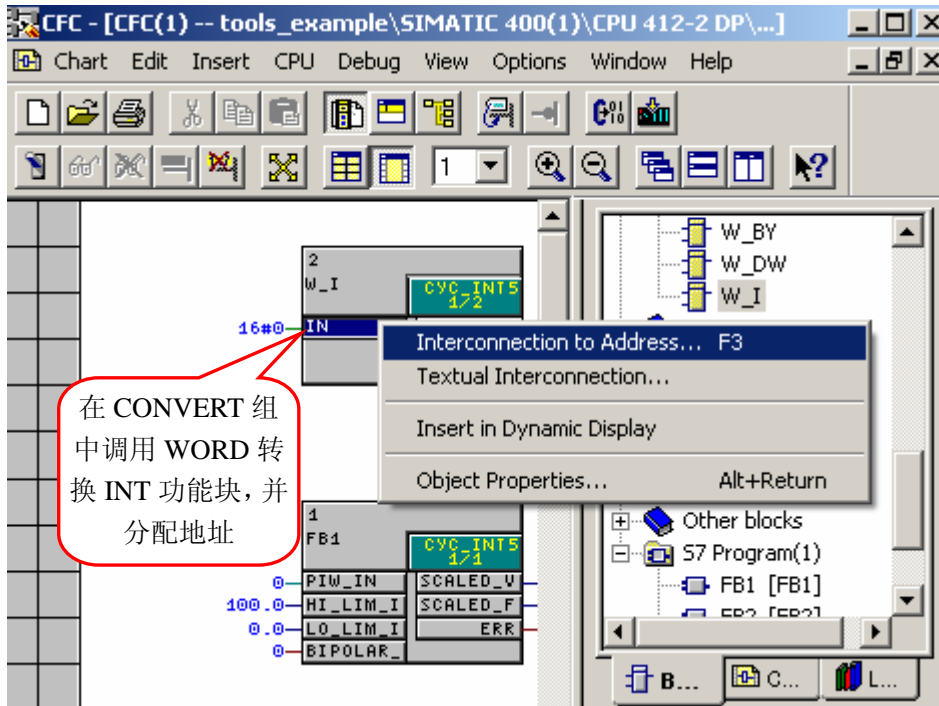 CFC - [CFC(1) -- tools_example\SIMATIC 400(1)\CPU 412-2 DP\...]
Chart Edit Insert CPU Debug View Options Window Help
1
W_BY
W_DW
W_I
2
W_I
CYC_INT5
1/2
16#0
IN
Interconnection to Address... F3
Textual Interconnection...
Insert in Dynamic Display
Object Properties... Alt+Return
在 CONVERT 组
中调用 WORD 转
换 INT 功能块，并
分配地址
1
FB1
CYC_INT5
1/1
0 PIW_IN SCALED_V
100.0 HI_LIM_I SCALED_F
0.0 LO_LIM_I ERR
0 BIPOLAR_
Other blocks
S7 Program(1)
FB1 [FB1]
FB2 [FB2]
B... C... L...